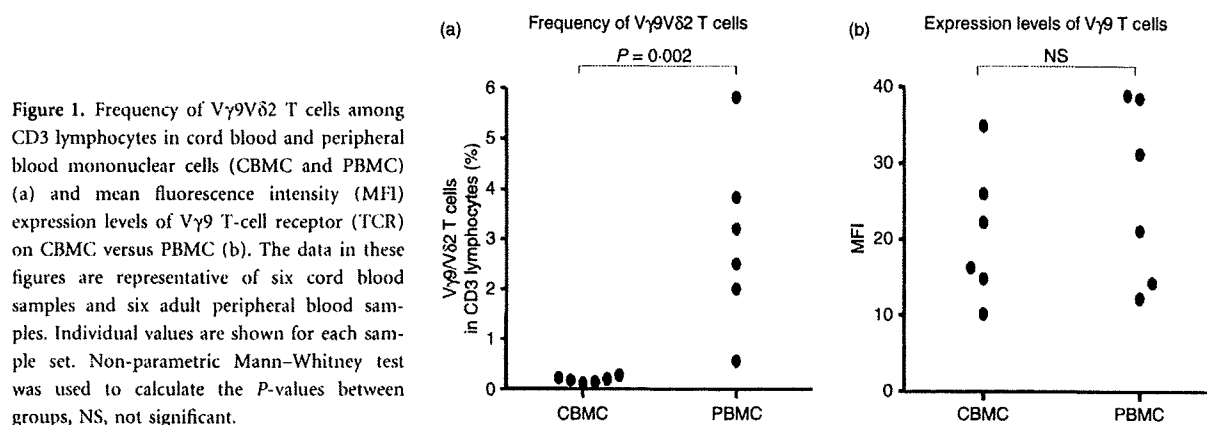 Figure 1. Frequency of Vγ9Vδ2 T cells among
CD3 lymphocytes in cord blood and peripheral
blood mononuclear cells (CBMC and PBMC)
(a) and mean fluorescence intensity (MFI)
expression levels of Vγ9 T-cell receptor (TCR)
on CBMC versus PBMC (b). The data in these
figures are representative of six cord blood
samples and six adult peripheral blood sam-
ples. Individual values are shown for each sam-
ple set. Non-parametric Mann–Whitney test
was used to calculate the P-values between
groups, NS, not significant.
(a) Frequency of Vγ9Vδ2 T cells
P = 0·002
Vγ9/Vδ2 T cells
in CD3 lymphocytes (%)
6
5
4
3
2
1
0
CBMC PBMC
(b) Expression levels of Vγ9 T cells
NS
MFI
40
30
20
10
0
CBMC PBMC